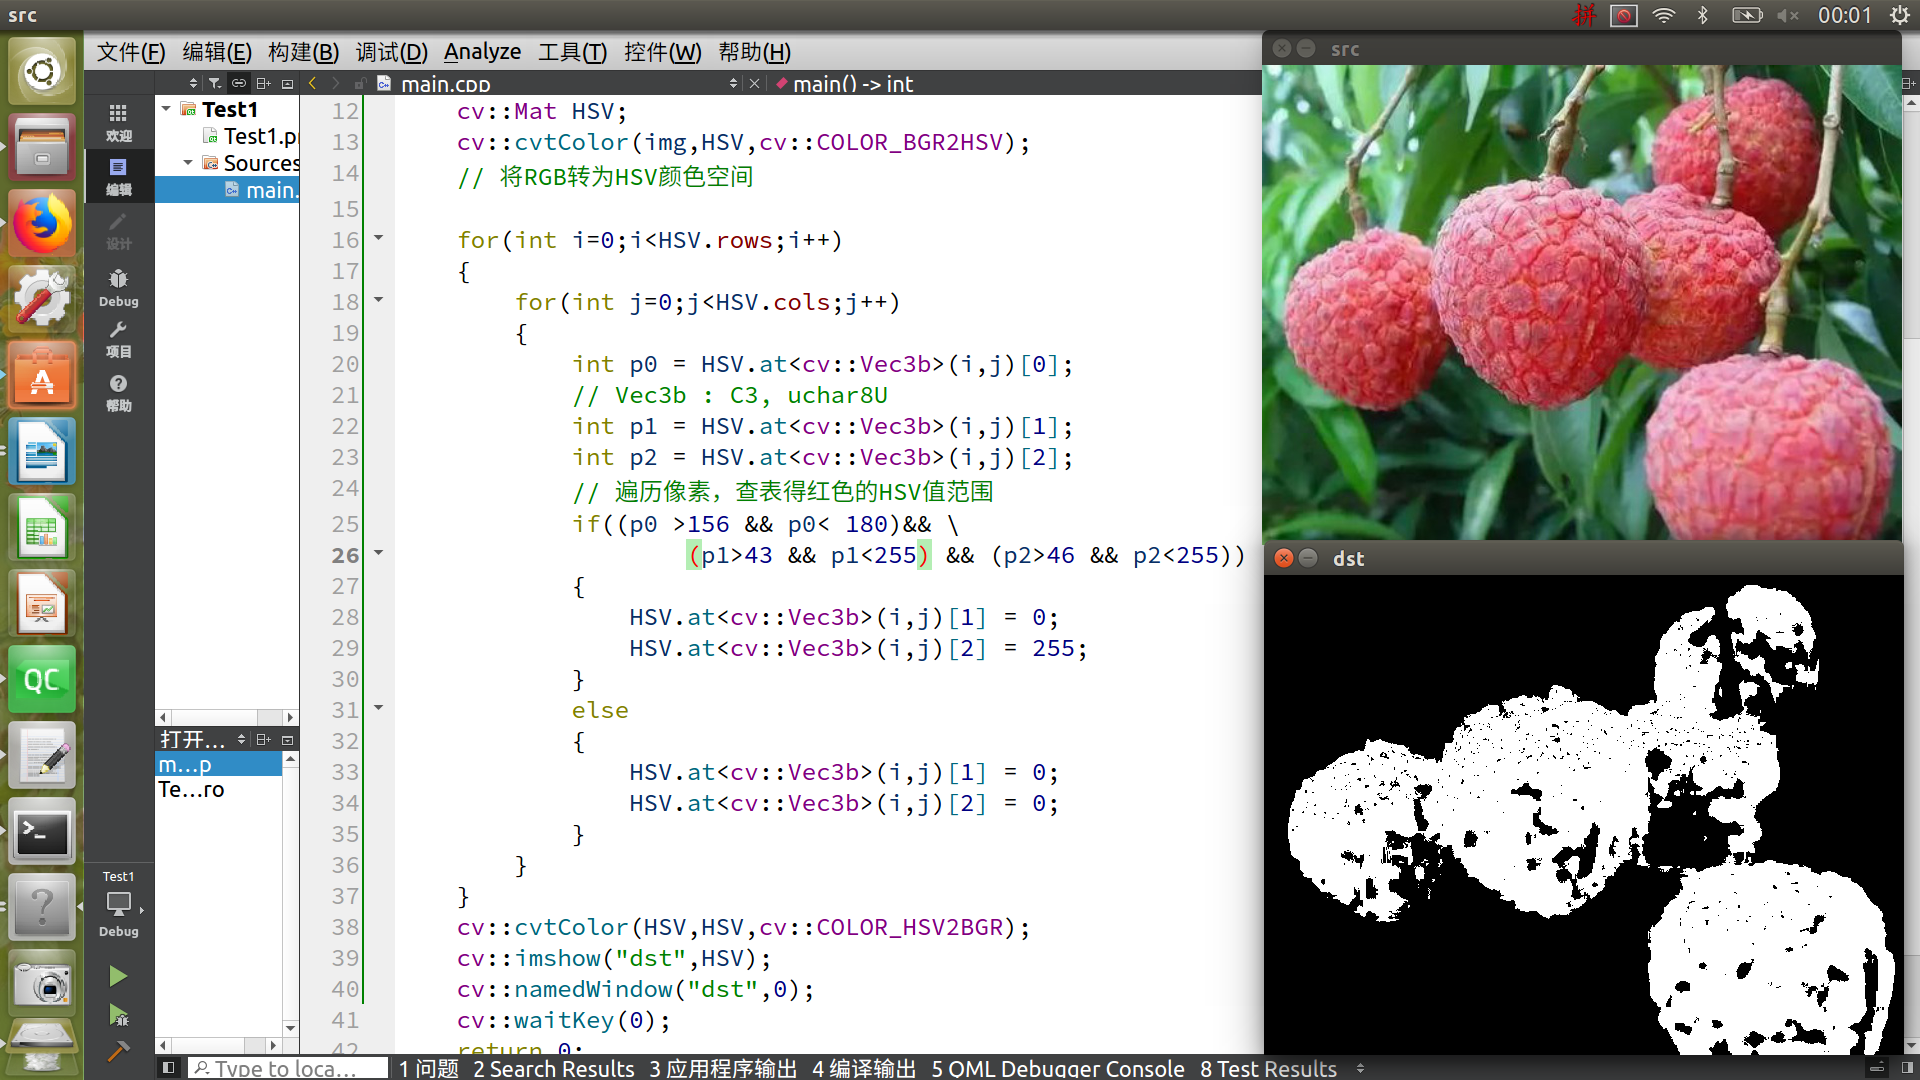 src
拼
00:01
文件(F) 编辑(E) 构建(B) 调试(D) Analyze 工具(T) 控件(W) 帮助(H)
main.cpp
main() -> int
欢迎
编辑
设计
Debug
项目
帮助
Test1
Debug
Test1
Test1.p
Sources
main.
打开...
m...p
Te...ro
12 cv::Mat HSV;
13 cv::cvtColor(img,HSV,cv::COLOR_BGR2HSV);
14 // 将RGB转为HSV颜色空间
15
16 for(int i=0;i<HSV.rows;i++)
17 {
18 for(int j=0;j<HSV.cols;j++)
19 {
20 int p0 = HSV.at<cv::Vec3b>(i,j)[0];
21 // Vec3b : C3, uchar8U
22 int p1 = HSV.at<cv::Vec3b>(i,j)[1];
23 int p2 = HSV.at<cv::Vec3b>(i,j)[2];
24 // 遍历像素，查表得红色的HSV值范围
25 if((p0 >156 && p0< 180)&& \
26 (p1>43 && p1<255) && (p2>46 && p2<255))
27 {
28 HSV.at<cv::Vec3b>(i,j)[1] = 0;
29 HSV.at<cv::Vec3b>(i,j)[2] = 255;
30 }
31 else
32 {
33 HSV.at<cv::Vec3b>(i,j)[1] = 0;
34 HSV.at<cv::Vec3b>(i,j)[2] = 0;
35 }
36 }
37 }
38 cv::cvtColor(HSV,HSV,cv::COLOR_HSV2BGR);
39 cv::imshow("dst",HSV);
40 cv::namedWindow("dst",0);
41 cv::waitKey(0);
42 return 0;
src
dst
QC
Type to loca...
1 问题 2 Search Results 3 应用程序输出 4 编译输出 5 QML Debugger Console 8 Test Results